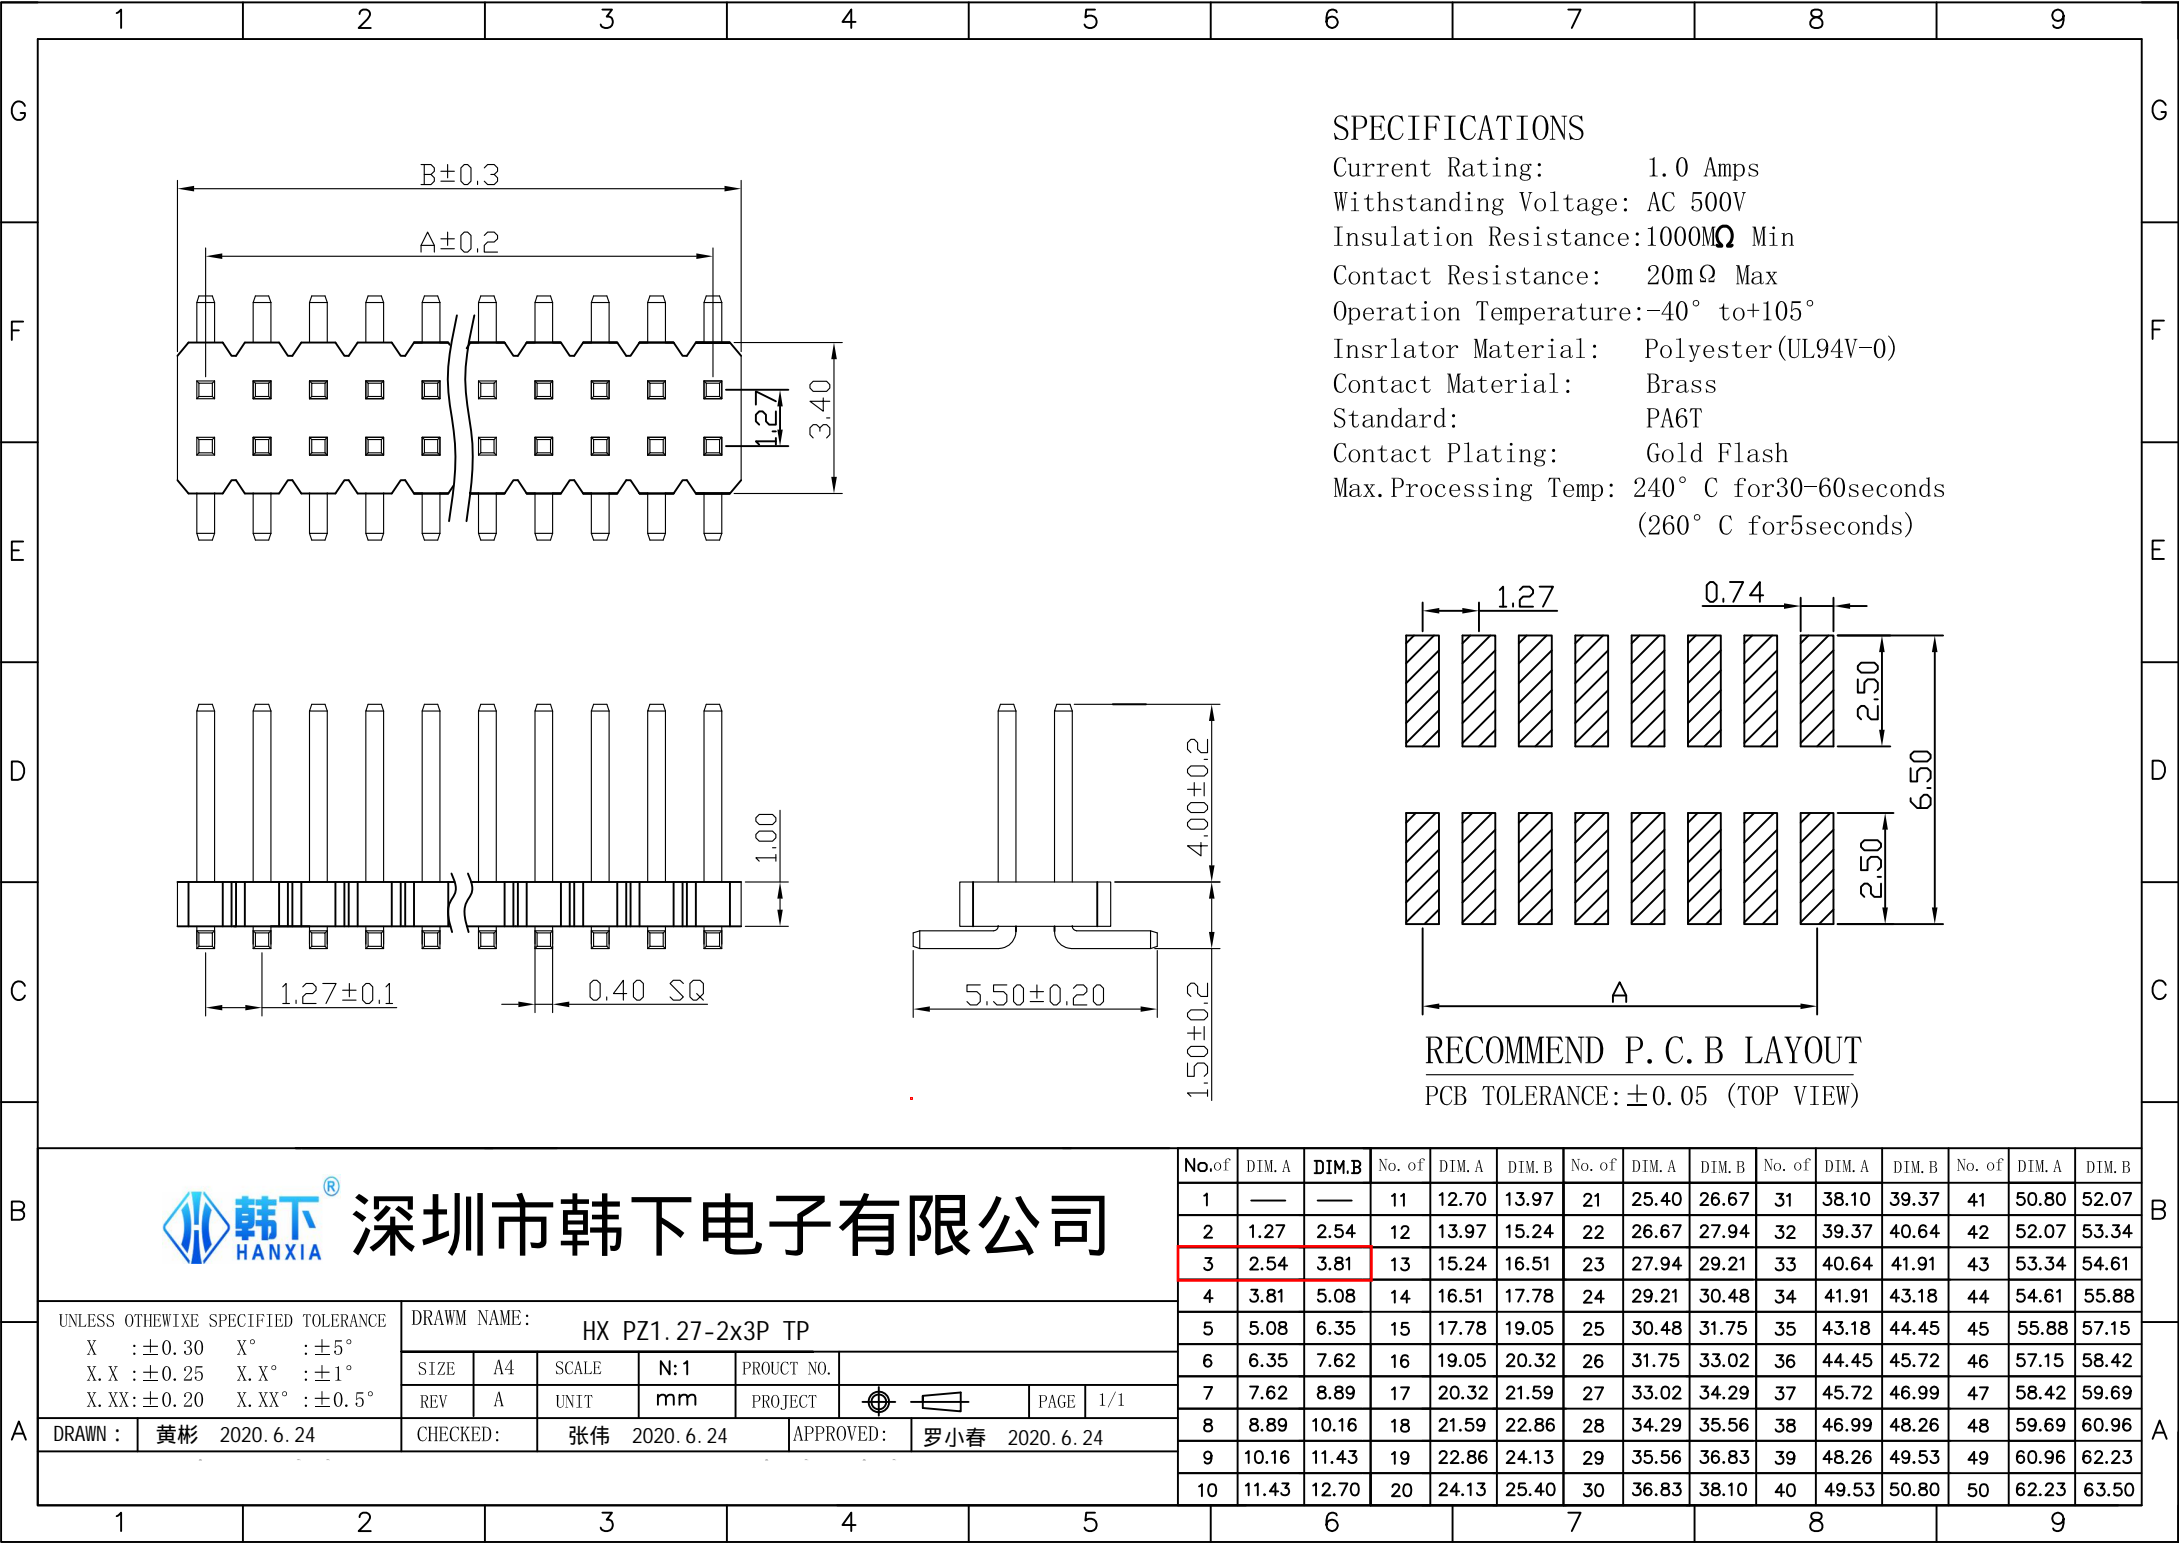 1 2 3 4 5 6 7 8 9
G G
F F
E E
D D
C C
B B
A A
B±0.3
A±0.2
1.27
3.40
SPECIFICATIONS
Current Rating: 1.0 Amps
Withstanding Voltage: AC 500V
Insulation Resistance:1000MΩ Min
Contact Resistance: 20mΩ Max
Operation Temperature:-40° to+105°
Insrlator Material: Polyester(UL94V-0)
Contact Material: Brass
Standard: PA6T
Contact Plating: Gold Flash
Max.Processing Temp: 240° C for30-60seconds
(260° C for5seconds)
1.27 0.74
2.50
6.50
2.50
A
RECOMMEND P.C.B LAYOUT
PCB TOLERANCE:±0.05 (TOP VIEW)
1.00
1.27±0.1
0.40 SQ
4.00±0.2
5.50±0.20
1.50±0.2
韩下®
HANXIA
深圳市韩下电子有限公司
UNLESS OTHEWIXE SPECIFIED TOLERANCE
X :±0.30 X° :±5°
X.X :±0.25 X.X° :±1°
X.XX:±0.20 X.XX° :±0.5°
DRAWM NAME: HX PZ1.27-2x3P TP
SIZE A4 SCALE N:1 PROUCT NO.
REV A UNIT mm PROJECT PAGE 1/1
DRAWN : 黄彬 2020.6.24 CHECKED: 张伟 2020.6.24 APPROVED: 罗小春 2020.6.24
No.of DIM.A DIM.B No.of DIM.A DIM.B No.of DIM.A DIM.B No.of DIM.A DIM.B No.of DIM.A DIM.B
1 — — 11 12.70 13.97 21 25.40 26.67 31 38.10 39.37 41 50.80 52.07
2 1.27 2.54 12 13.97 15.24 22 26.67 27.94 32 39.37 40.64 42 52.07 53.34
3 2.54 3.81 13 15.24 16.51 23 27.94 29.21 33 40.64 41.91 43 53.34 54.61
4 3.81 5.08 14 16.51 17.78 24 29.21 30.48 34 41.91 43.18 44 54.61 55.88
5 5.08 6.35 15 17.78 19.05 25 30.48 31.75 35 43.18 44.45 45 55.88 57.15
6 6.35 7.62 16 19.05 20.32 26 31.75 33.02 36 44.45 45.72 46 57.15 58.42
7 7.62 8.89 17 20.32 21.59 27 33.02 34.29 37 45.72 46.99 47 58.42 59.69
8 8.89 10.16 18 21.59 22.86 28 34.29 35.56 38 46.99 48.26 48 59.69 60.96
9 10.16 11.43 19 22.86 24.13 29 35.56 36.83 39 48.26 49.53 49 60.96 62.23
10 11.43 12.70 20 24.13 25.40 30 36.83 38.10 40 49.53 50.80 50 62.23 63.50
1 2 3 4 5 6 7 8 9